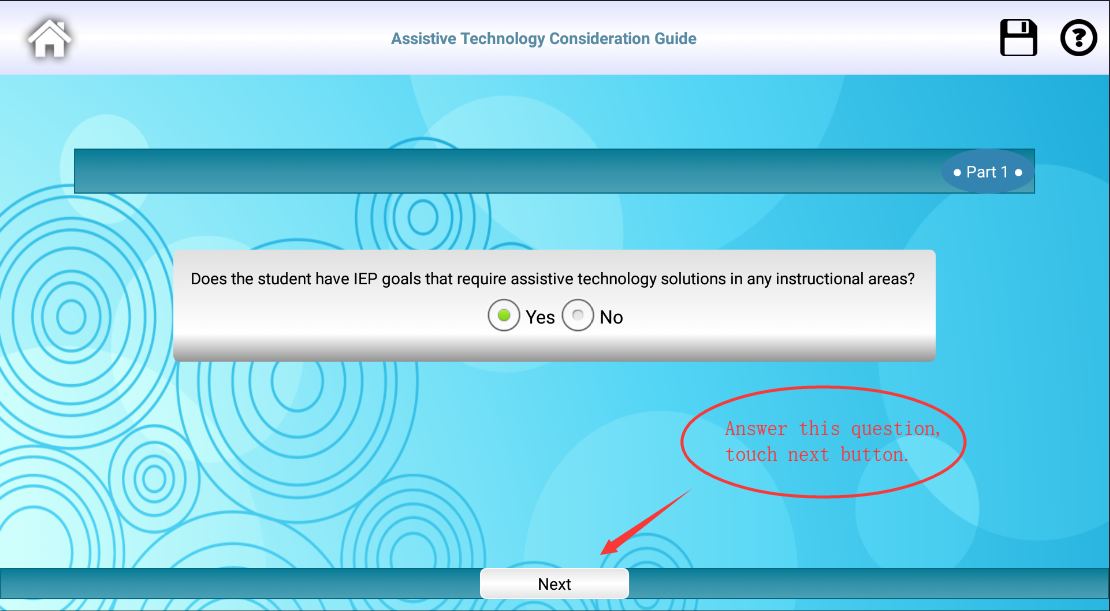 Assistive Technology Consideration Guide
• Part 1 •
Does the student have IEP goals that require assistive technology solutions in any instructional areas?
Yes No
Answer this question,
touch next button.
Next